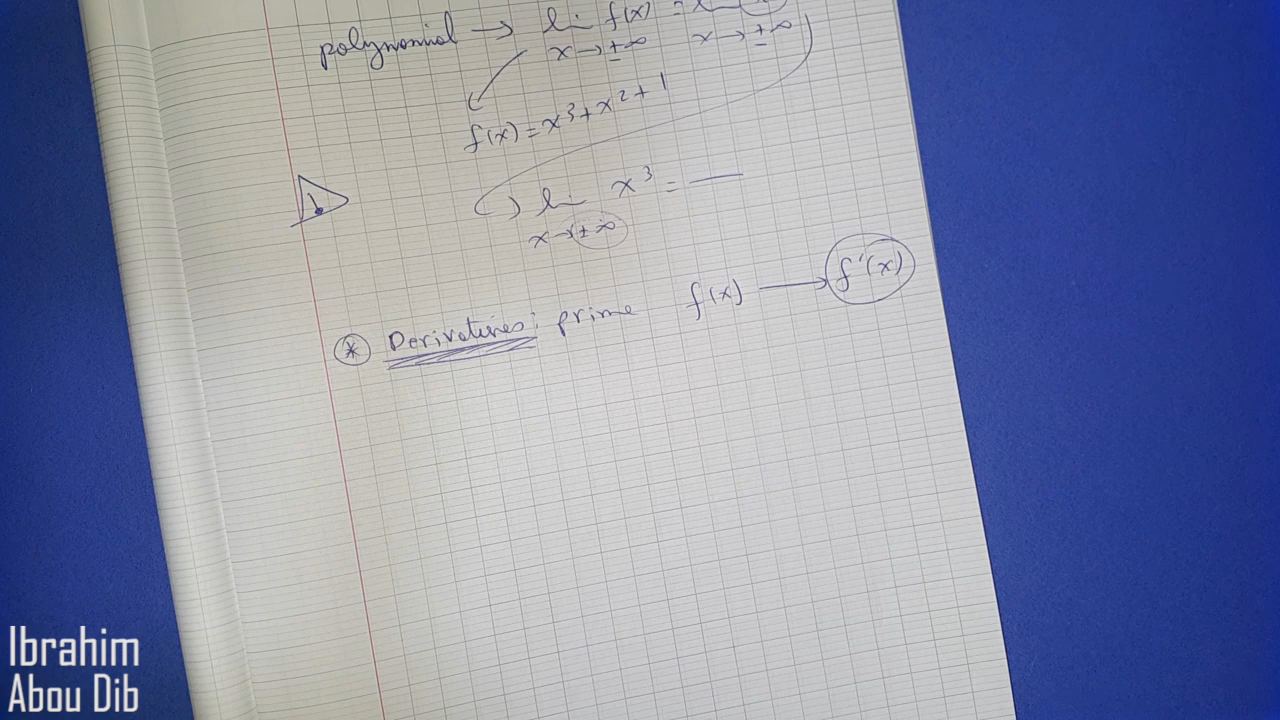 polynomial → lim f(x) =
x→±∞ x→±∞
f(x) = x³+x²+1
lim x³ = —
x→±∞
* Derivatives: prime f(x) → f'(x)
Ibrahim
Abou Dib